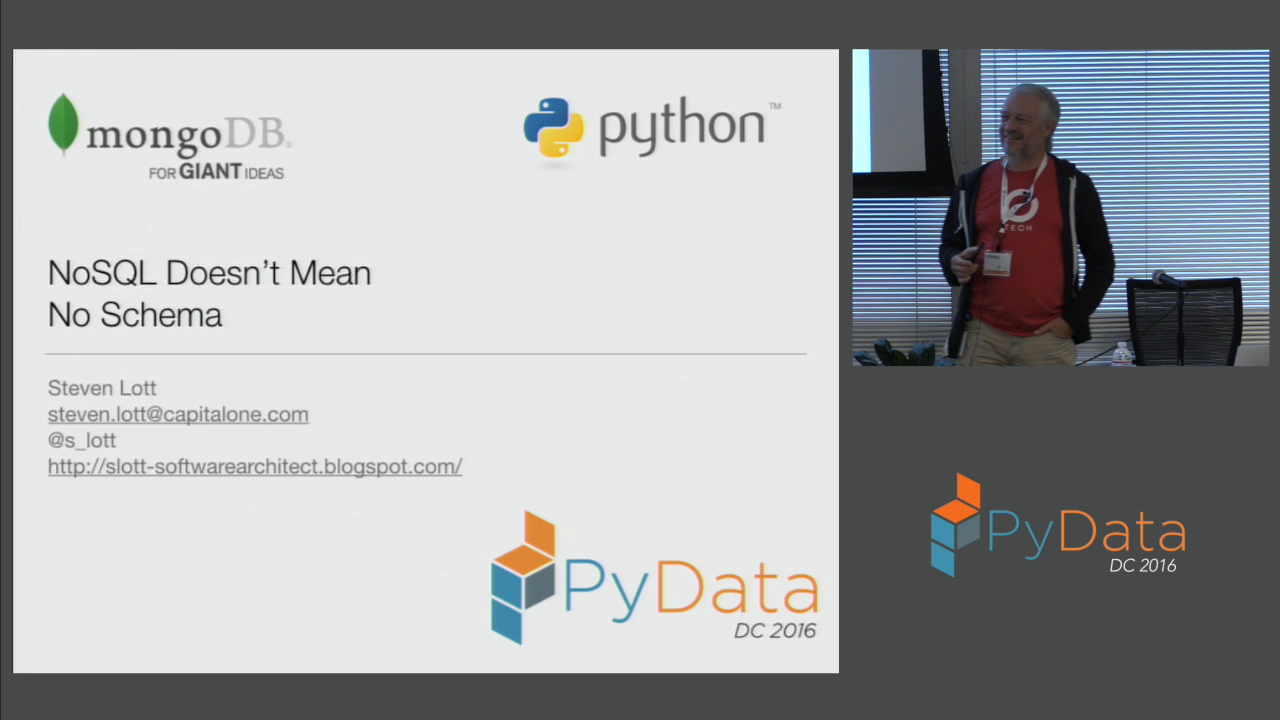 mongoDB®
FOR GIANT IDEAS
python™
NoSQL Doesn't Mean
No Schema
Steven Lott
steven.lott@capitalone.com
@s_lott
http://slott-softwarearchitect.blogspot.com/
PyData
DC 2016
TECH
PyData
DC 2016